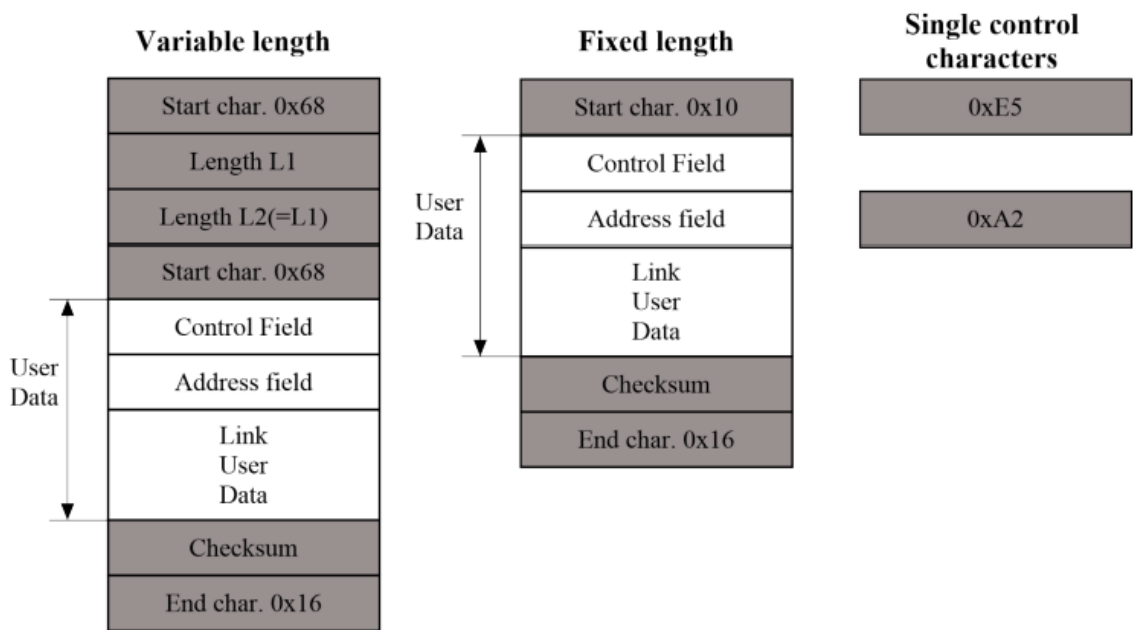 Variable length
Start char. 0x68
Length L1
Length L2(=L1)
Start char. 0x68
User
Data
Control Field
Address field
Link
User
Data
Checksum
End char. 0x16
Fixed length
Start char. 0x10
User
Data
Control Field
Address field
Link
User
Data
Checksum
End char. 0x16
Single control
characters
0xE5
0xA2